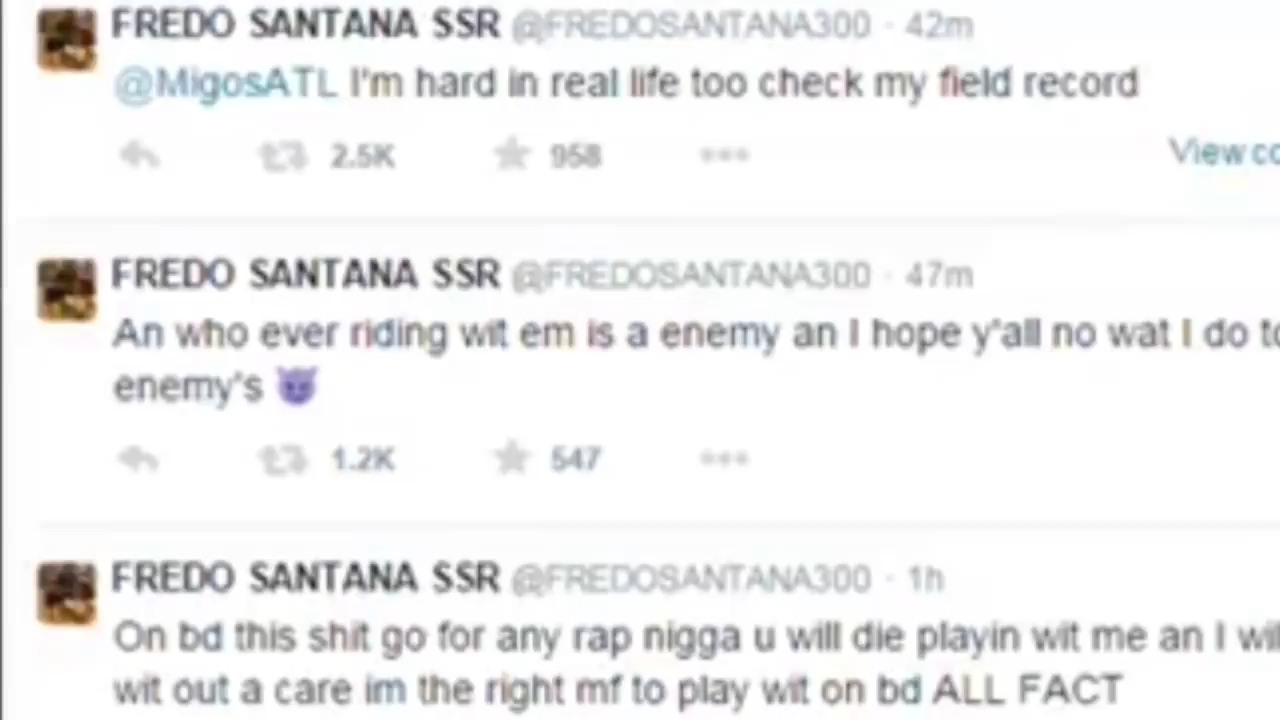 FREDO SANTANA SSR @FREDOSANTANA300 · 42m
@MigosATL I'm hard in real life too check my field record
2.5K 958
View
FREDO SANTANA SSR @FREDOSANTANA300 · 47m
An who ever riding wit em is a enemy an I hope y'all no wat I do
enemy's 😈
1.2K 547
FREDO SANTANA SSR @FREDOSANTANA300 · 1h
On bd this shit go for any rap nigga u will die playin wit me an I
wit out a care im the right mf to play wit on bd ALL FACT